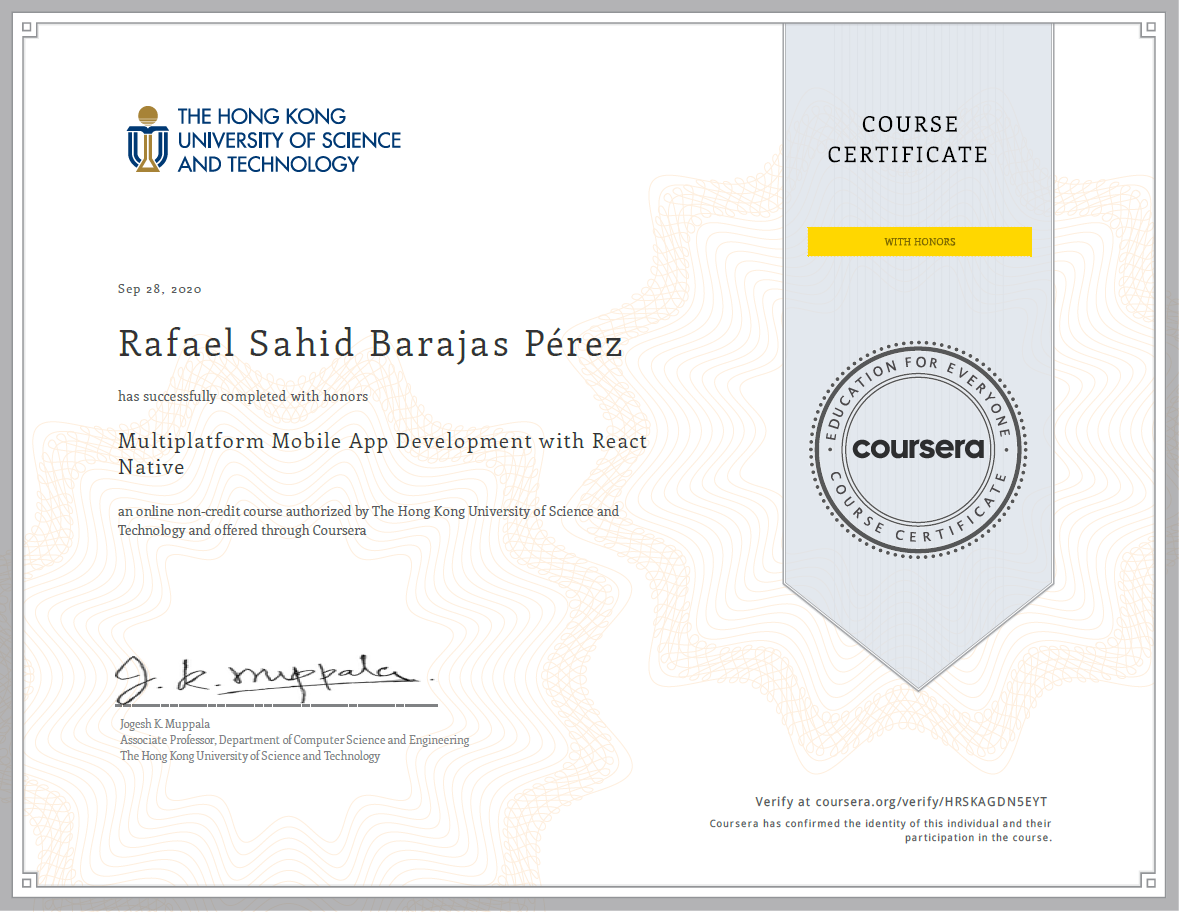 THE HONG KONG
UNIVERSITY OF SCIENCE
AND TECHNOLOGY
COURSE
CERTIFICATE
WITH HONORS
Sep 28, 2020
Rafael Sahid Barajas Pérez
has successfully completed with honors
Multiplatform Mobile App Development with React
Native
an online non-credit course authorized by The Hong Kong University of Science and
Technology and offered through Coursera
EDUCATION FOR EVERYONE
coursera
COURSE CERTIFICATE
J. K. Muppala
Jogesh K. Muppala
Associate Professor, Department of Computer Science and Engineering
The Hong Kong University of Science and Technology
Verify at coursera.org/verify/HRSKAGDN5EYT
Coursera has confirmed the identity of this individual and their
participation in the course.